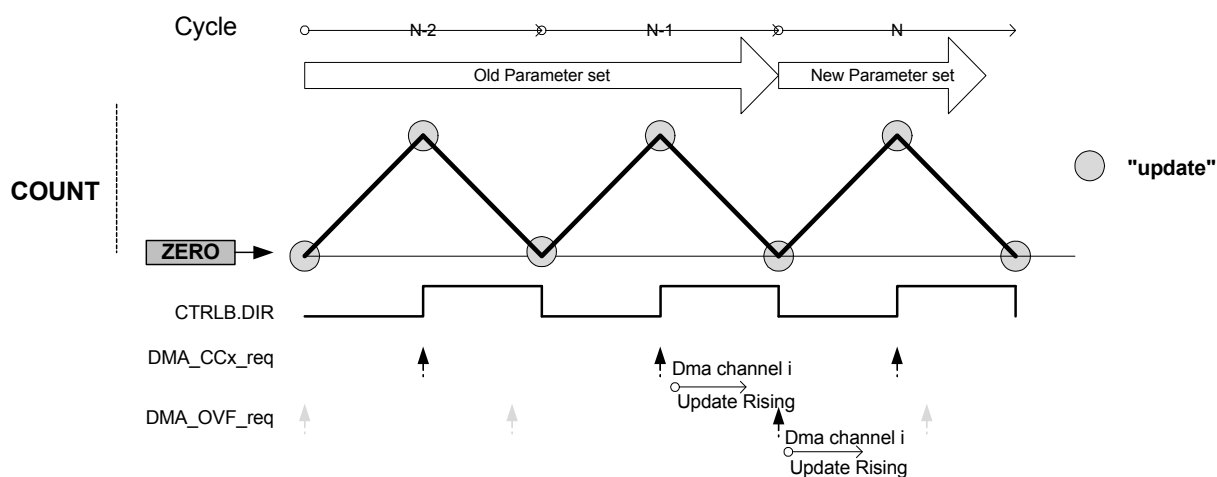 Cycle
N-2
N-1
N
Old Parameter set
New Parameter set
COUNT
"update"
ZERO
CTRLB.DIR
DMA_CCx_req
Dma channel i
Update Rising
DMA_OVF_req
Dma channel i
Update Rising